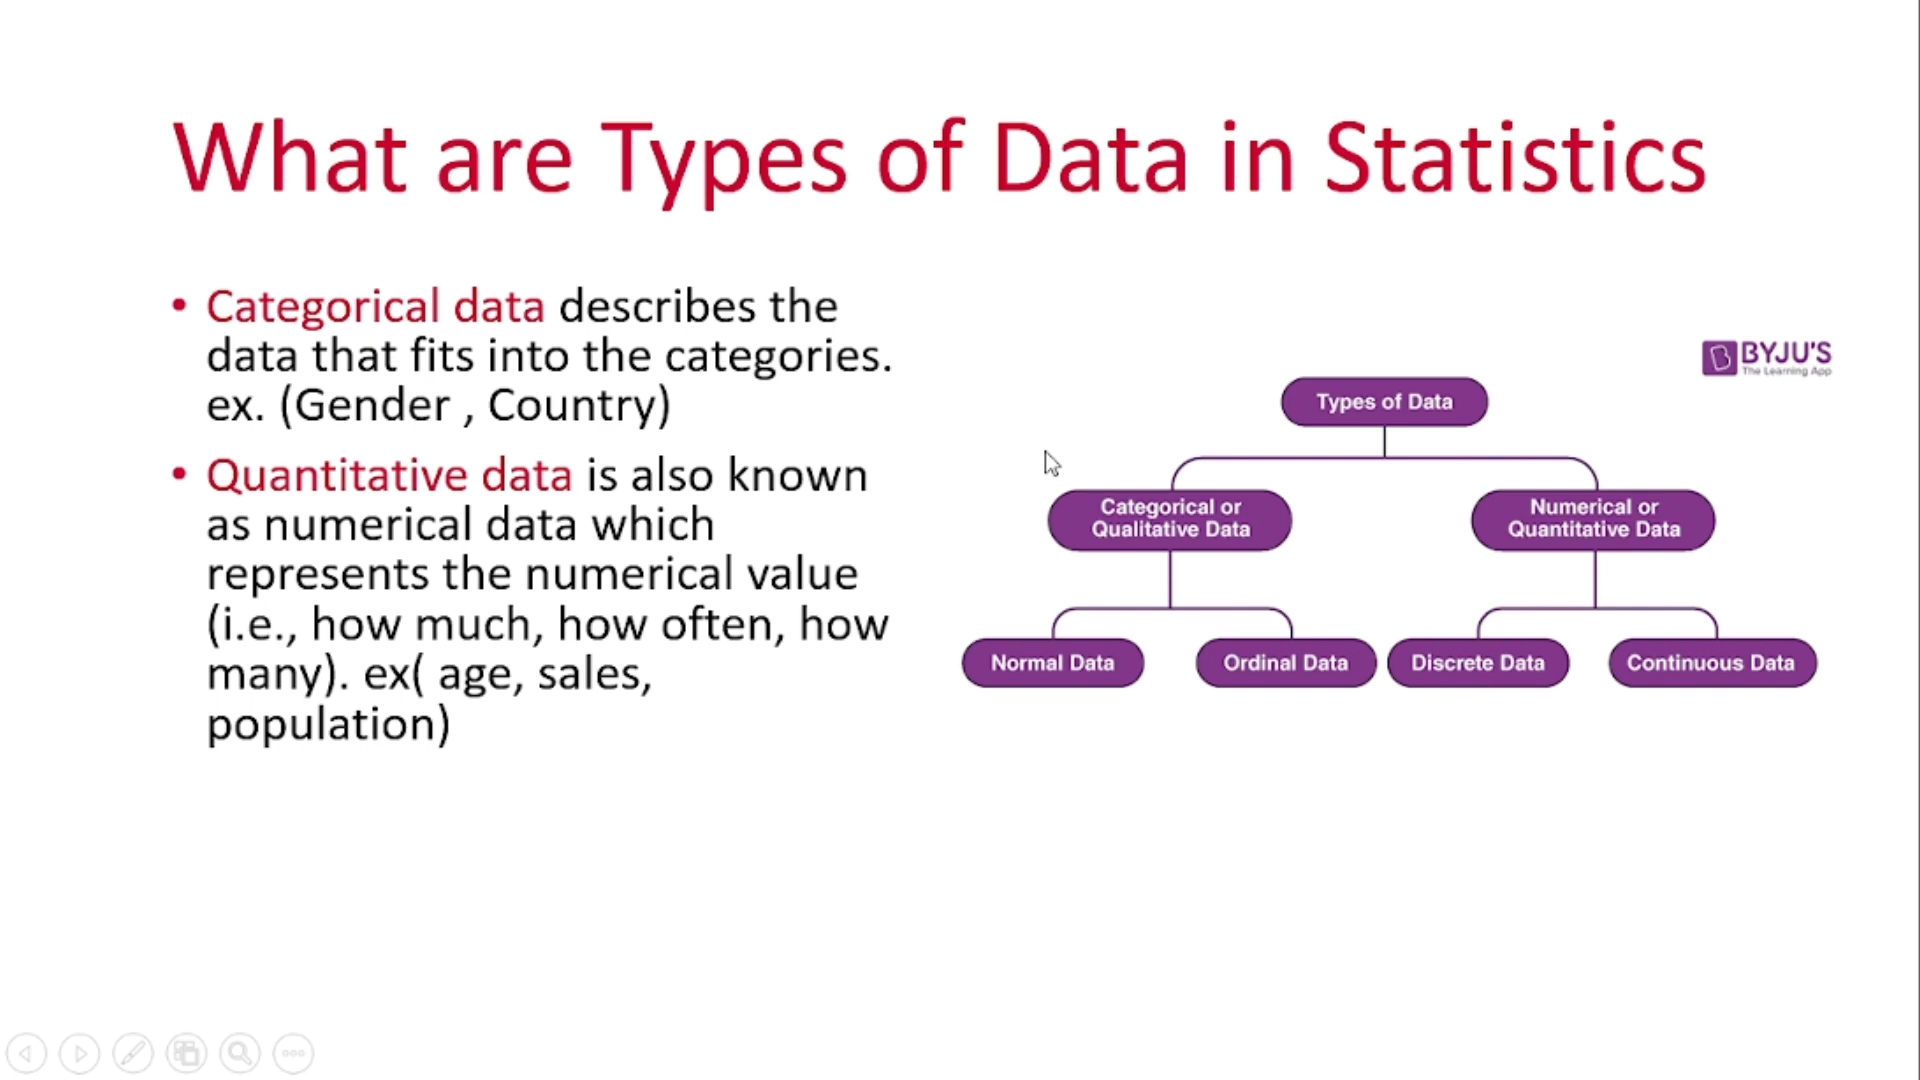 What are Types of Data in Statistics
• Categorical data describes the
data that fits into the categories.
ex. (Gender , Country)
• Quantitative data is also known
as numerical data which
represents the numerical value
(i.e., how much, how often, how
many). ex( age, sales,
population)
BYJU'S
The Learning App
Types of Data
Categorical or
Qualitative Data
Numerical or
Quantitative Data
Normal Data
Ordinal Data
Discrete Data
Continuous Data